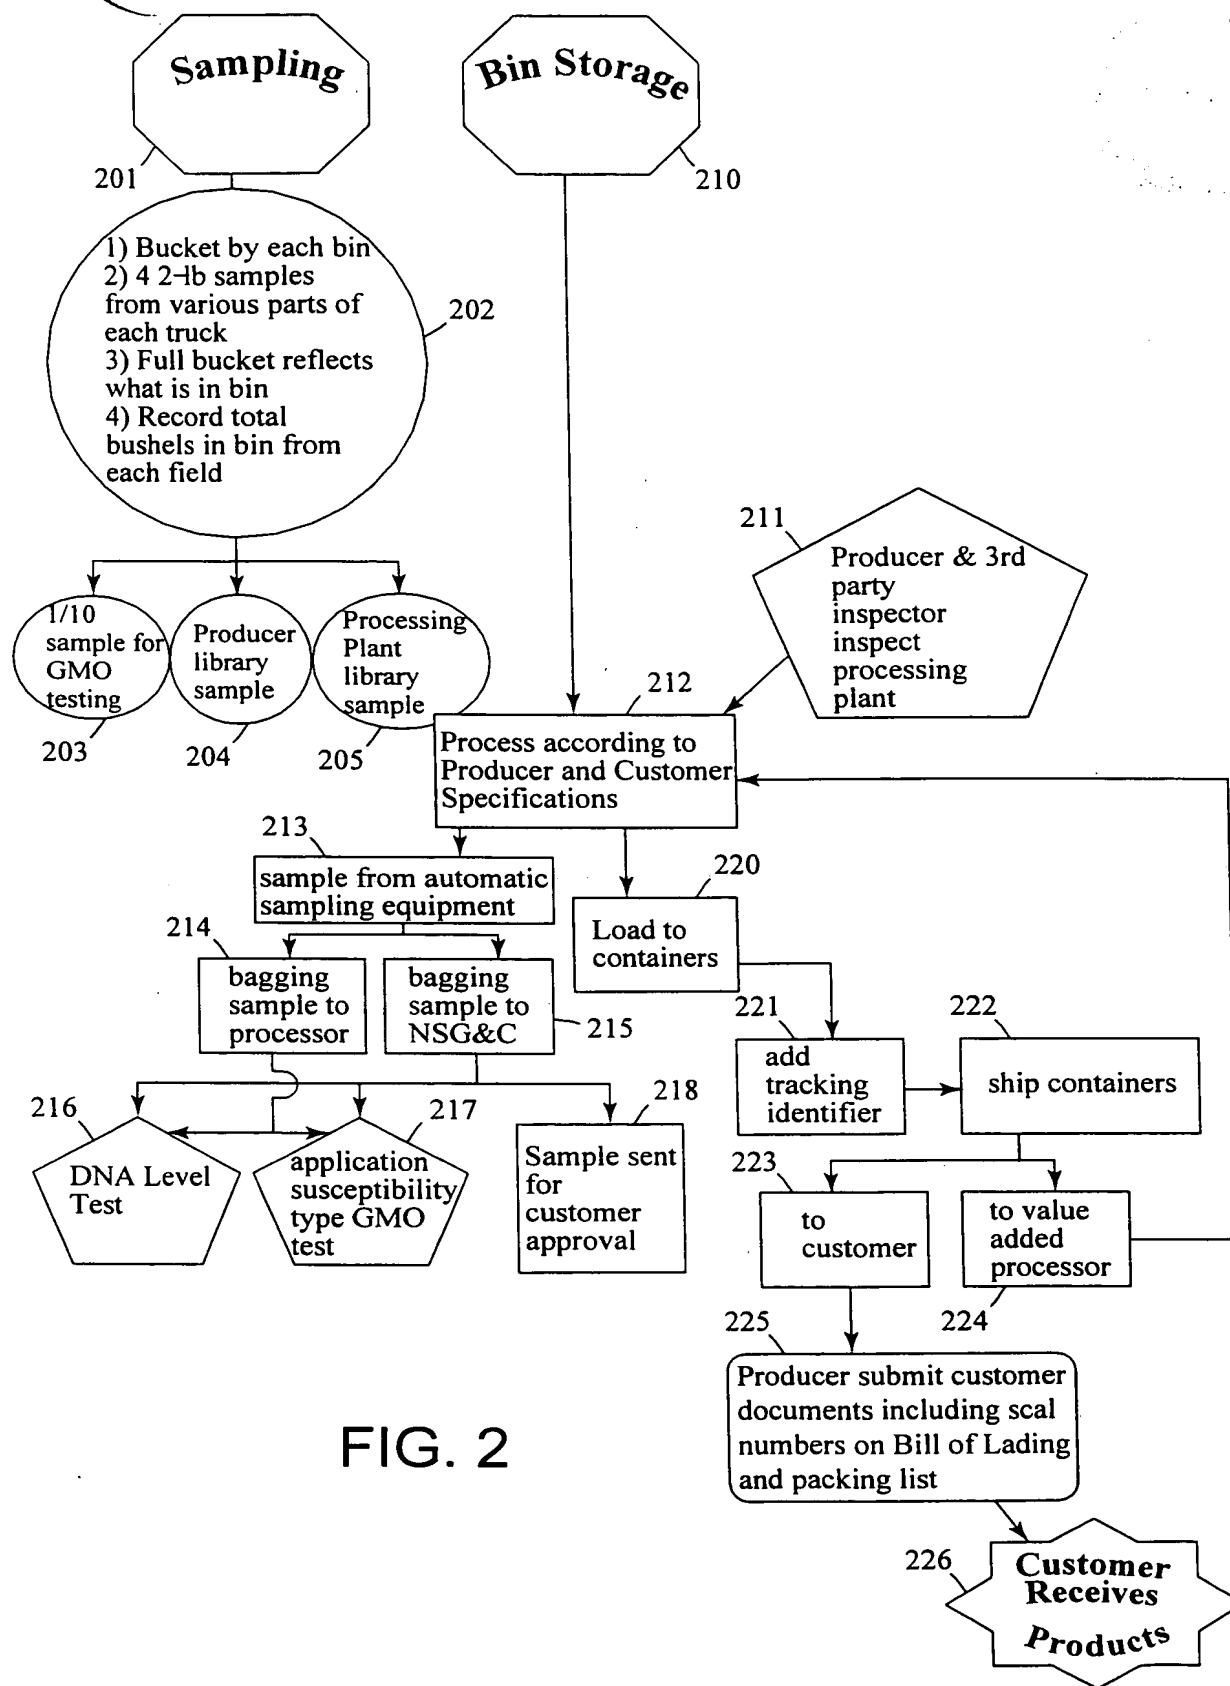 Sampling
Bin Storage
201
210
1) Bucket by each bin
2) 4 2-lb samples
from various parts of
each truck
3) Full bucket reflects
what is in bin
4) Record total
bushels in bin from
each field
202
211
Producer & 3rd
party
inspector
inspect
processing
plant
1/10
sample for
GMO
testing
Producer
library
sample
Processing
Plant
library
sample
203
204
205
212
Process according to
Producer and Customer
Specifications
213
sample from automatic
sampling equipment
220
Load to
containers
214
bagging
sample to
processor
bagging
sample to
NSG&C
215
221
add
tracking
identifier
222
ship containers
216
DNA Level
Test
217
application
susceptibility
type GMO
test
218
Sample sent
for
customer
approval
223
to
customer
to value
added
processor
224
225
Producer submit customer
documents including scal
numbers on Bill of Lading
and packing list
FIG. 2
226
Customer
Receives
Products